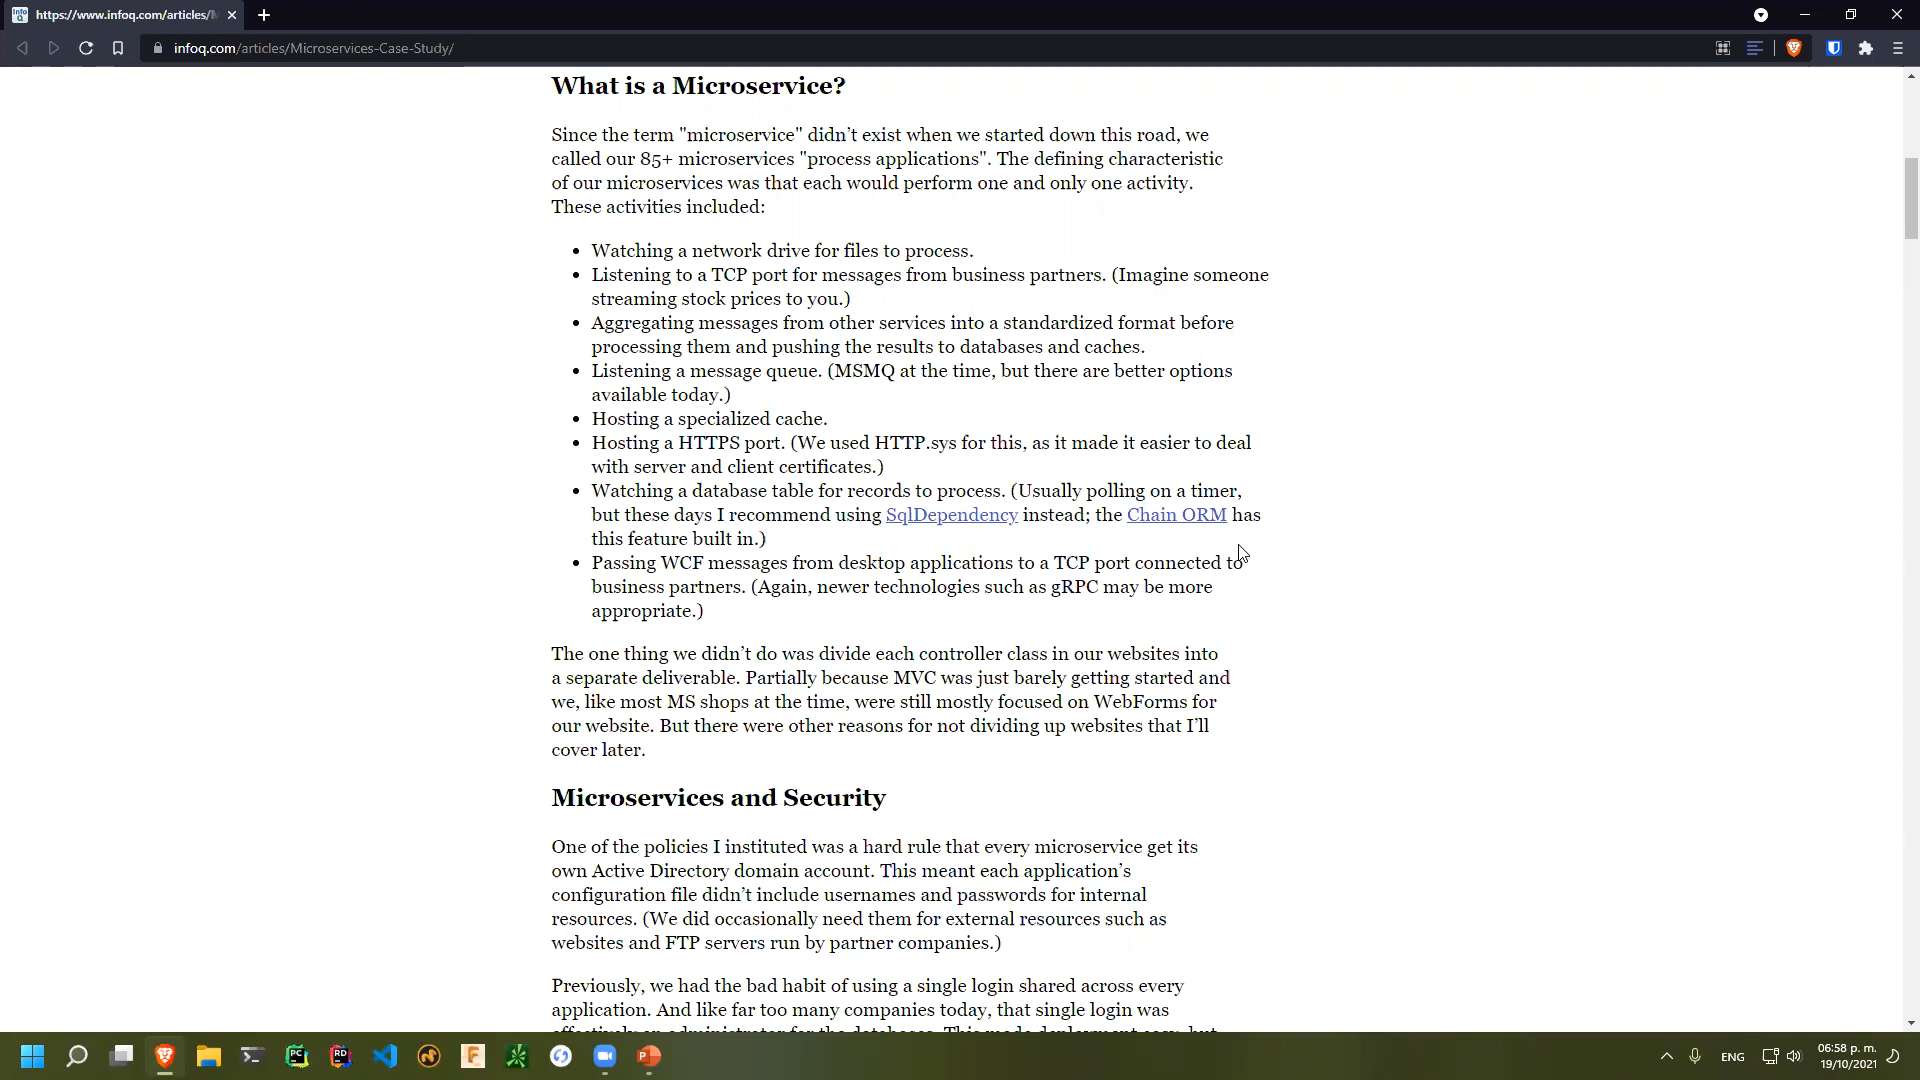 https://www.infoq.com/articles/M
infoq.com/articles/Microservices-Case-Study/
What is a Microservice?
Since the term "microservice" didn’t exist when we started down this road, we
called our 85+ microservices "process applications". The defining characteristic
of our microservices was that each would perform one and only one activity.
These activities included:
• Watching a network drive for files to process.
• Listening to a TCP port for messages from business partners. (Imagine someone
streaming stock prices to you.)
• Aggregating messages from other services into a standardized format before
processing them and pushing the results to databases and caches.
• Listening a message queue. (MSMQ at the time, but there are better options
available today.)
• Hosting a specialized cache.
• Hosting a HTTPS port. (We used HTTP.sys for this, as it made it easier to deal
with server and client certificates.)
• Watching a database table for records to process. (Usually polling on a timer,
but these days I recommend using SqlDependency instead; the Chain ORM has
this feature built in.)
• Passing WCF messages from desktop applications to a TCP port connected to
business partners. (Again, newer technologies such as gRPC may be more
appropriate.)
The one thing we didn’t do was divide each controller class in our websites into
a separate deliverable. Partially because MVC was just barely getting started and
we, like most MS shops at the time, were still mostly focused on WebForms for
our website. But there were other reasons for not dividing up websites that I’ll
cover later.
Microservices and Security
One of the policies I instituted was a hard rule that every microservice get its
own Active Directory domain account. This meant each application’s
configuration file didn’t include usernames and passwords for internal
resources. (We did occasionally need them for external resources such as
websites and FTP servers run by partner companies.)
Previously, we had the bad habit of using a single login shared across every
application. And like far too many companies today, that single login was
ENG
06:58 p. m.
19/10/2021